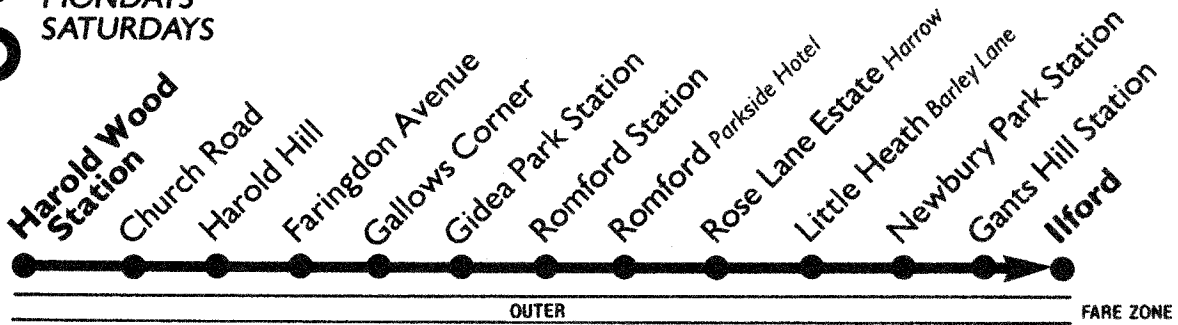 MONDAYS
SATURDAYS
Harold Wood
Station
Church Road
Harold Hill
Faringdon Avenue
Gallows Corner
Gidea Park Station
Romford Station
Romford Parkside Hotel
Rose Lane Estate Harrow
Little Heath Barley Lane
Newbury Park Station
Gants Hill Station
Ilford
OUTER
FARE ZONE